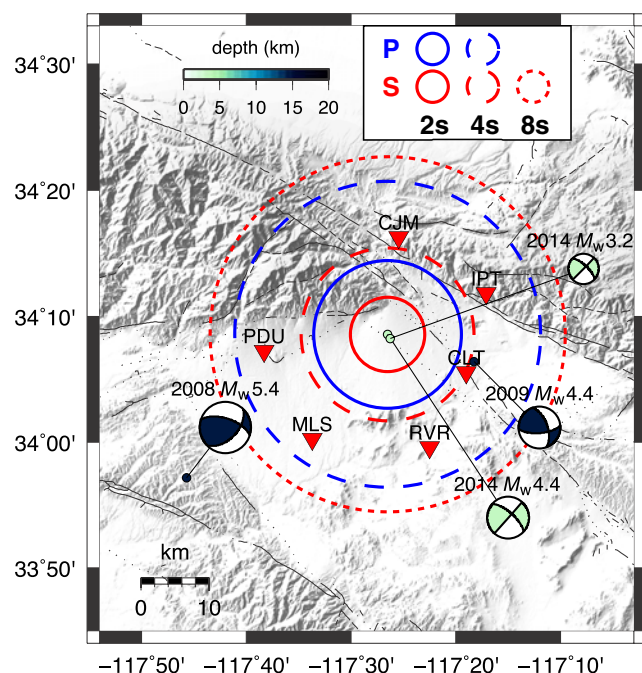 depth (km)
0 5 10 15 20
P
S
2s 4s 8s
34°30'
34°20'
34°10'
34°00'
33°50'
CJM
2014 Mw3.2
IPT
PDU
CLT
2008 Mw5.4
2009 Mw4.4
MLS
RVR
2014 Mw4.4
km
0 10
−117°50' −117°40' −117°30' −117°20' −117°10'